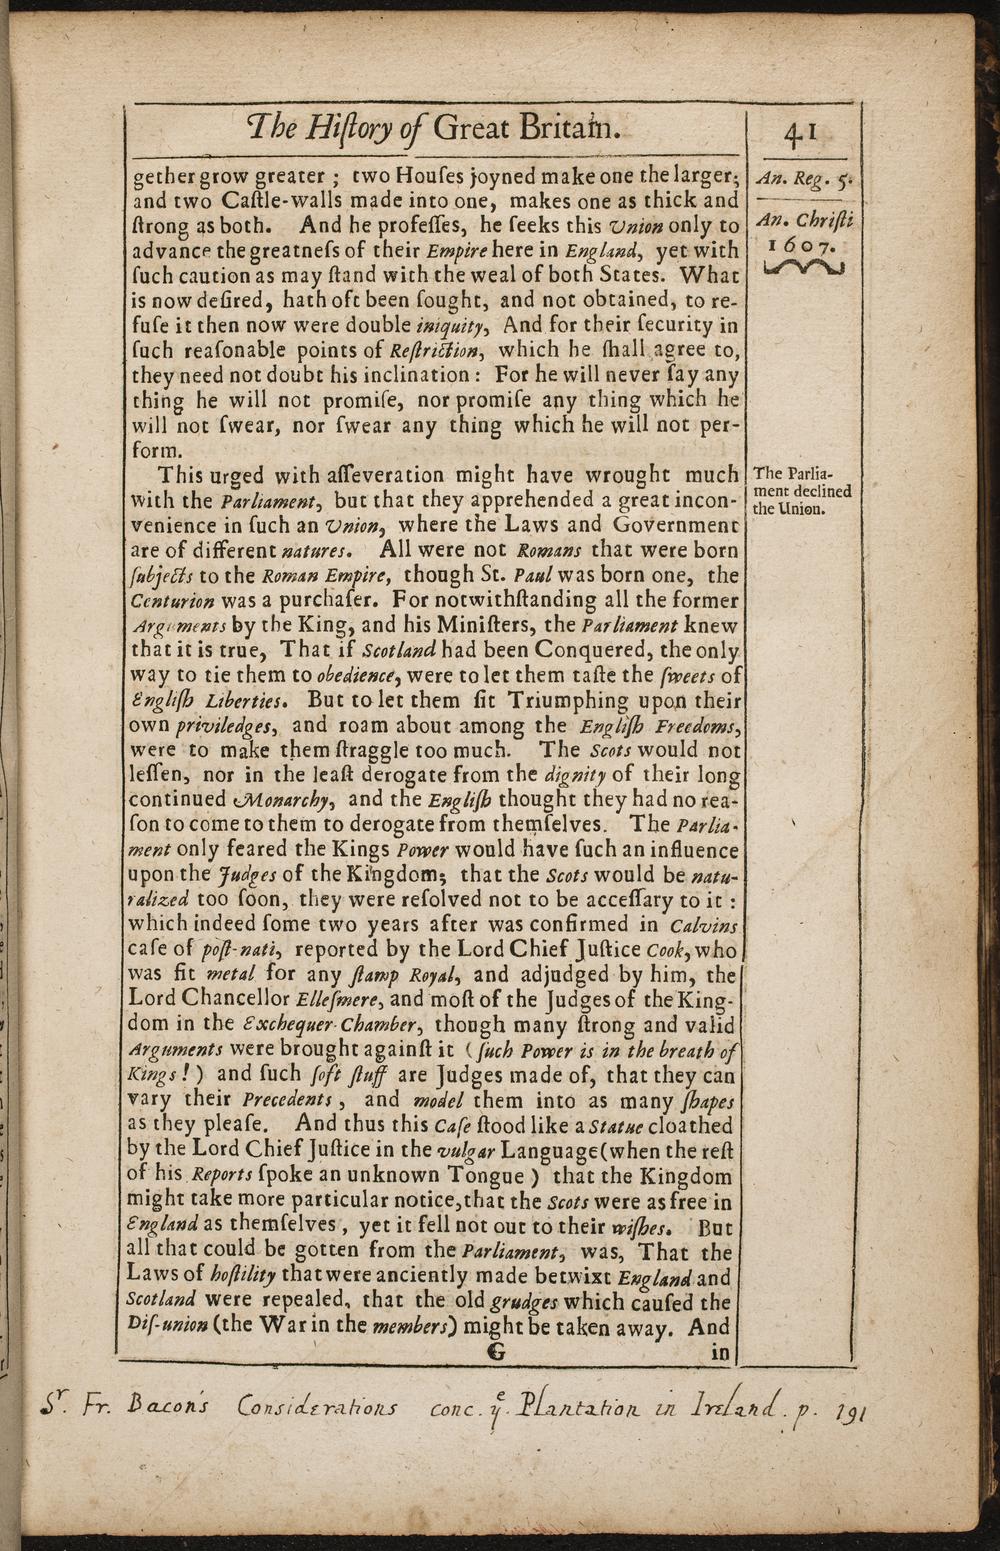 The Hiſtory of Great Britain.
41
An. Reg. 5.
An. Chriſti
1607.
gether grow greater ; two Houſes joyned make one the larger;
and two Caſtle-walls made into one, makes one as thick and
ſtrong as both. And he profeſſes, he ſeeks this Union only to
advance the greatneſs of their Empire here in England, yet with
ſuch caution as may ſtand with the weal of both States. What
is now deſired, hath oft been ſought, and not obtained, to re-
fuſe it then now were double iniquity, And for their ſecurity in
ſuch reaſonable points of Reſtriction, which he ſhall agree to,
they need not doubt his inclination : For he will never ſay any
thing he will not promiſe, nor promiſe any thing which he
will not ſwear, nor ſwear any thing which he will not per-
form.
This urged with aſſeveration might have wrought much
with the Parliament, but that they apprehended a great incon-
venience in ſuch an Union, where the Laws and Government
are of different natures. All were not Romans that were born
ſubjects to the Roman Empire, though St. Paul was born one, the
Centurion was a purchaſer. For notwithſtanding all the former
Arguments by the King, and his Miniſters, the Parliament knew
that it is true, That if Scotland had been Conquered, the only
way to tie them to obedience, were to let them taſte the ſweets of
Engliſh Liberties. But to let them ſit Triumphing upon their
own priviledges, and roam about among the Engliſh Freedoms,
were to make them ſtraggle too much. The Scots would not
leſſen, nor in the leaſt derogate from the dignity of their long
continued Monarchy, and the Engliſh thought they had no rea-
ſon to come to them to derogate from themſelves. The Parlia-
ment only feared the Kings Power would have ſuch an influence
upon the Judges of the Kingdom; that the Scots would be natu-
ralized too ſoon, they were reſolved not to be acceſſary to it :
which indeed ſome two years after was confirmed in Calvins
caſe of poſt-nati, reported by the Lord Chief Juſtice Cook, who
was fit metal for any ſtamp Royal, and adjudged by him, the
Lord Chancellor Elleſmere, and moſt of the Judges of the King-
dom in the Exchequer-Chamber, though many ſtrong and valid
Arguments were brought againſt it ( ſuch Power is in the breath of
Kings ! ) and ſuch ſoft ſtuff are Judges made of, that they can
vary their Precedents , and model them into as many ſhapes
as they pleaſe. And thus this Caſe ſtood like a Statue cloathed
by the Lord Chief Juſtice in the vulgar Language (when the reſt
of his Reports ſpoke an unknown Tongue ) that the Kingdom
might take more particular notice, that the Scots were as free in
England as themſelves , yet it fell not out to their wiſhes. But
all that could be gotten from the Parliament, was, That the
Laws of hoſtility that were anciently made betwixt England and
Scotland were repealed, that the old grudges which cauſed the
Diſ-union (the War in the members) might be taken away. And
G
in
The Parlia-
ment declined
the Union.
Sr. Fr. Bacon's Considerations conc. ye. Plantation in Ireland. p. 191